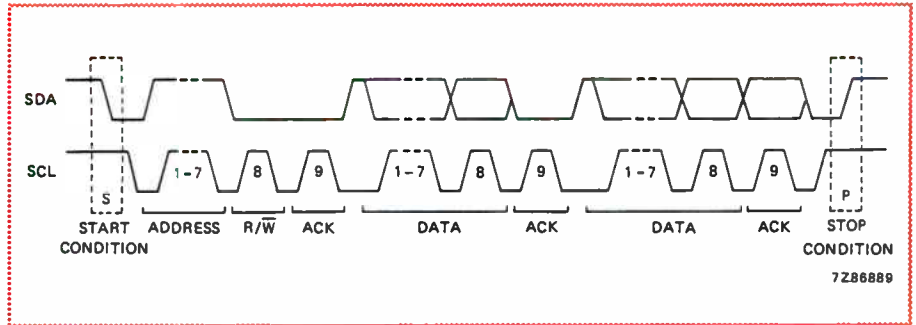 SDA
SCL
1-7 8 9 1-7 8 9 1-7 8 9
S P
START CONDITION ADDRESS R/W̅ ACK DATA ACK DATA ACK STOP CONDITION
7Z86889